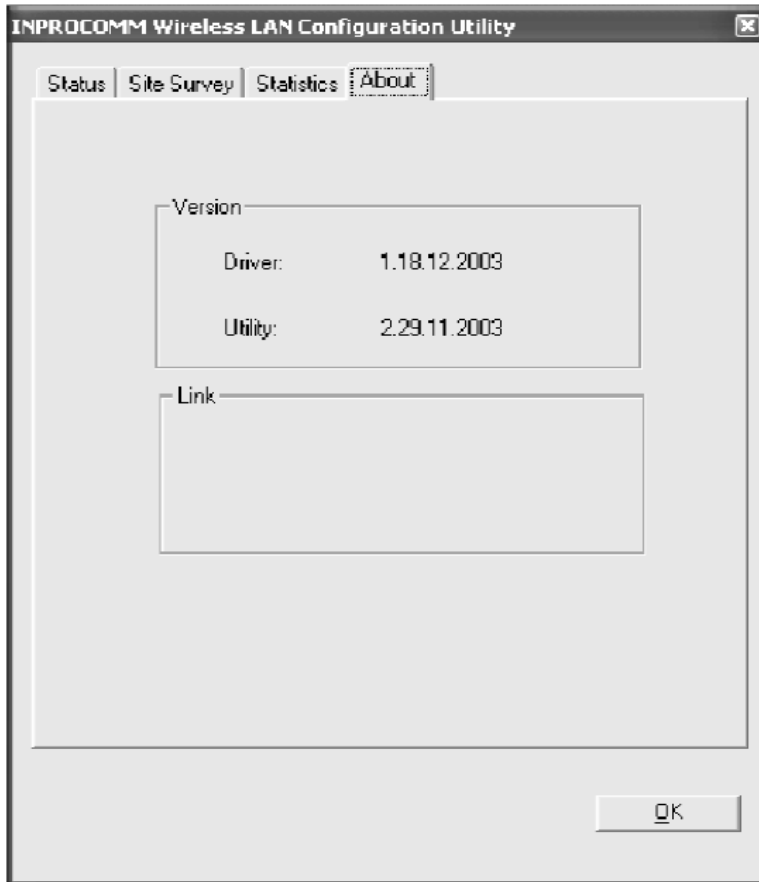 INPROCOMM Wireless LAN Configuration Utility
Status Site Survey Statistics About
Version
Driver: 1.18.12.2003
Utility: 2.29.11.2003
Link
OK